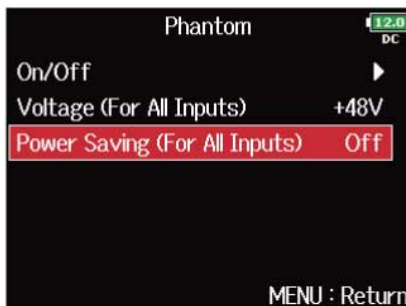 Phantom
12.0
DC
On/Off
Voltage (For All Inputs) +48V
Power Saving (For All Inputs) Off
MENU : Return